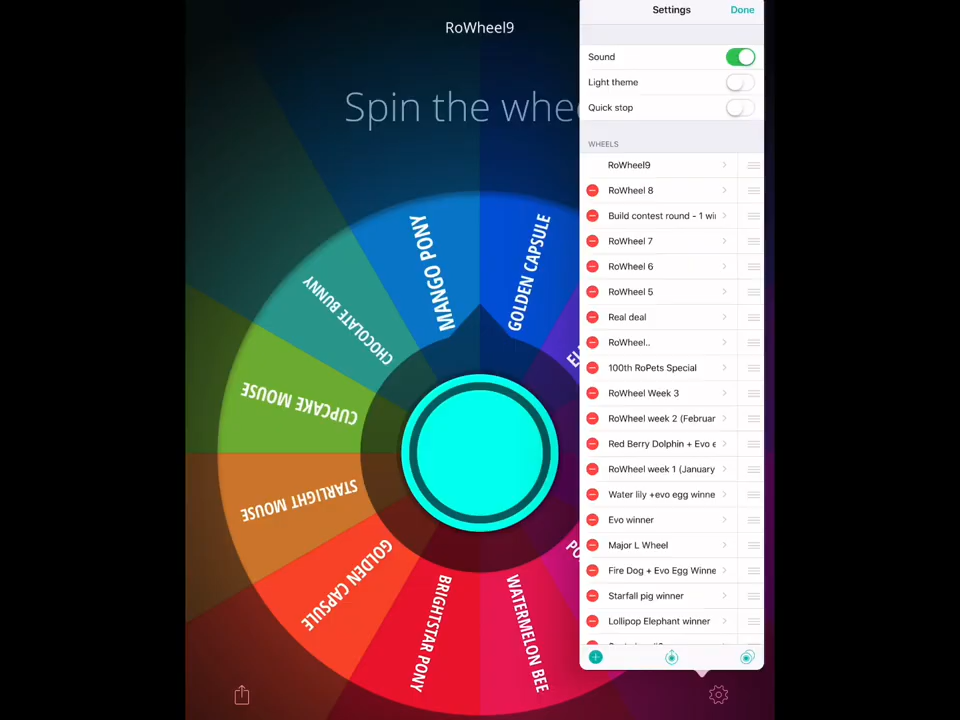 RoWheel9
Spin the whee
MANGO PONY
GOLDEN CAPSULE
CHOCOLATE BUNNY
CUPCAKE MOUSE
STARLIGHT MOUSE
GOLDEN CAPSULE
BRIGHTSTAR PONY
WATERMELON BEE
Settings
Done
Sound
Light theme
Quick stop
WHEELS
RoWheel9
RoWheel 8
Build contest round - 1 wi
RoWheel 7
RoWheel 6
RoWheel 5
Real deal
RoWheel..
100th RoPets Special
RoWheel Week 3
RoWheel week 2 (Februar
Red Berry Dolphin + Evo e
RoWheel week 1 (January
Water lily +evo egg winne
Evo winner
Major L Wheel
Fire Dog + Evo Egg Winne
Starfall pig winner
Lollipop Elephant winner